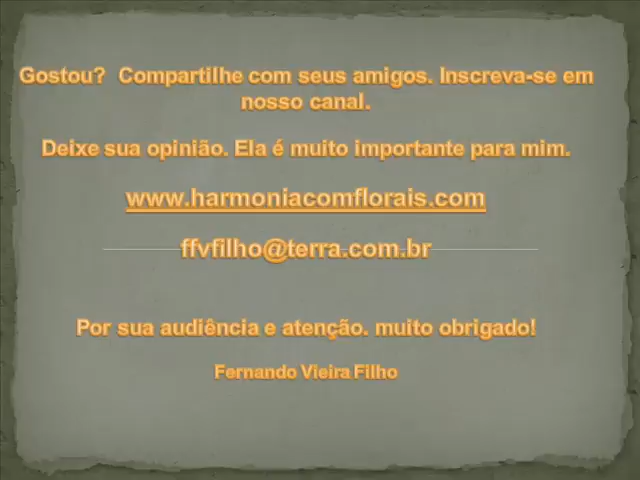 Gostou? Compartilhe com seus amigos. Inscreva-se em
nosso canal.
Deixe sua opinião. Ela é muito importante para mim.
www.harmoniacomflorais.com
ffvfilho@terra.com.br
Por sua audiência e atenção. muito obrigado!
Fernando Vieira Filho